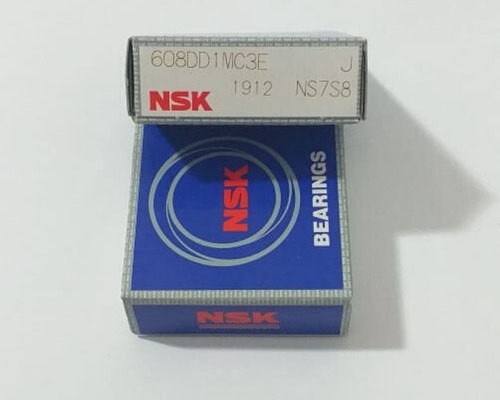 608DD1MC3E J
1912 NS7S8
NSK
NSK
BEARINGS
NSK